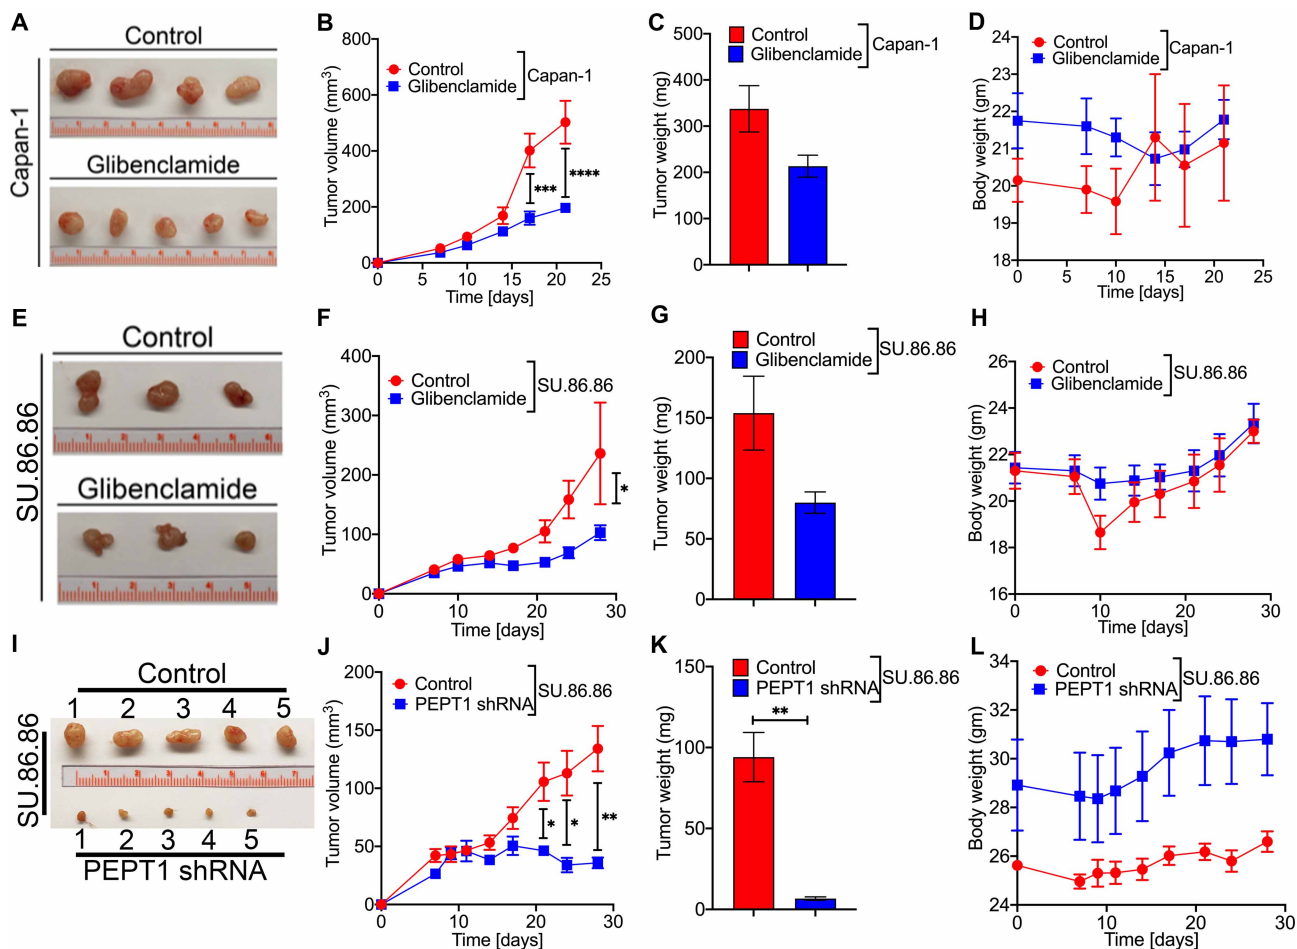 A
Control
Capan-1
Glibenclamide
B
Tumor volume (mm³)
800
600
400
200
0
Control
Glibenclamide
Capan-1
***
****
0 5 10 15 20 25
Time [days]
C
Tumor weight (mg)
500
400
300
200
100
0
Control
Glibenclamide
Capan-1
D
Body weight (gm)
24
23
22
21
20
19
18
Control
Glibenclamide
Capan-1
0 5 10 15 20 25
Time [days]
E
Control
SU.86.86
Glibenclamide
F
Tumor volume (mm³)
400
300
200
100
0
Control
Glibenclamide
SU.86.86
*
0 10 20 30
Time [days]
G
Tumor weight (mg)
200
150
100
50
0
Control
Glibenclamide
SU.86.86
H
Body weight (gm)
26
24
22
20
18
16
Control
Glibenclamide
SU.86.86
0 10 20 30
Time [days]
I
Control
1 2 3 4 5
SU.86.86
1 2 3 4 5
PEPT1 shRNA
J
Tumor volume (mm³)
200
150
100
50
0
Control
PEPT1 shRNA
SU.86.86
*
*
**
0 10 20 30
Time [days]
K
Tumor weight (mg)
150
100
50
0
Control
PEPT1 shRNA
SU.86.86
**
L
Body weight (gm)
34
32
30
28
26
24
Control
PEPT1 shRNA
SU.86.86
0 10 20 30
Time [days]